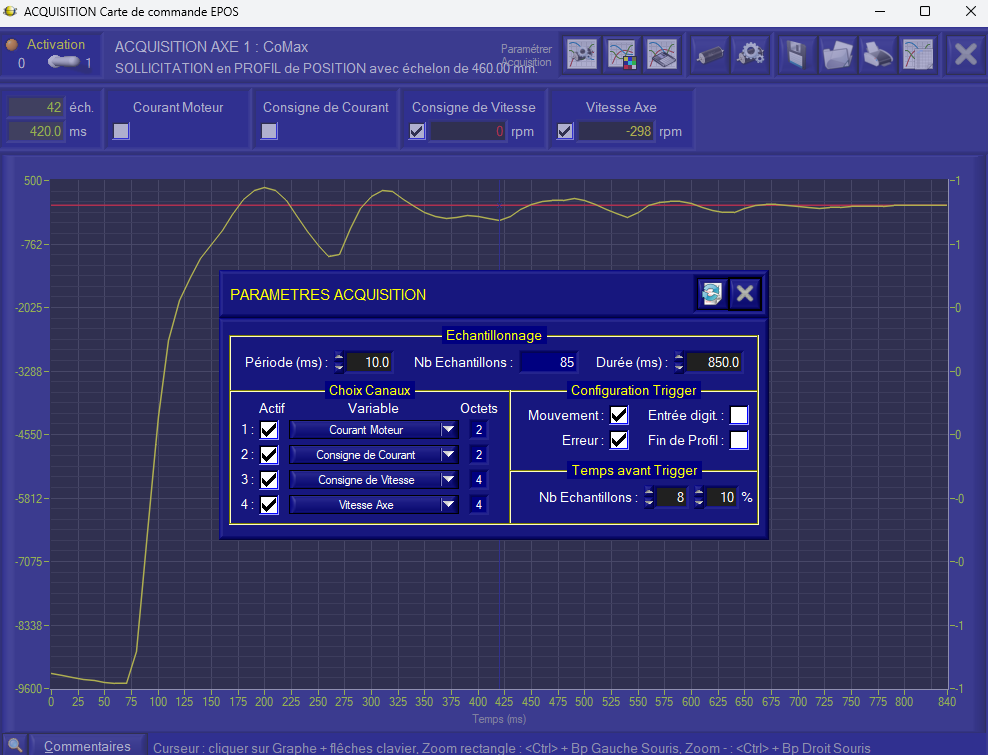 ACQUISITION Carte de commande EPOS
Activation
0 1
ACQUISITION AXE 1 : CoMax
SOLLICITATION en PROFIL de POSITION avec échelon de 460.00 mm.
Paramétrer
Acquisition
42 éch.
420.0 ms
Courant Moteur
Consigne de Courant
Consigne de Vitesse
0 rpm
Vitesse Axe
-298 rpm
500
-762
-2025
-3288
-4550
-5812
-7075
-8338
-9600
1
1
-0
-0
-0
-0
-0
-1
-1
PARAMETRES ACQUISITION
Echantillonnage
Période (ms) : 10.0 Nb Echantillons : 85 Durée (ms) : 850.0
Choix Canaux
Actif Variable Octets
1 : Courant Moteur 2
2 : Consigne de Courant 2
3 : Consigne de Vitesse 4
4 : Vitesse Axe 4
Configuration Trigger
Mouvement : Entrée digit. :
Erreur : Fin de Profil :
Temps avant Trigger
Nb Echantillons : 8 10 %
0 25 50 75 100 125 150 175 200 225 250 275 300 325 350 375 400 425 450 475 500 525 550 575 600 625 650 675 700 725 750 775 800 840
Temps (ms)
Commentaires
Curseur : cliquer sur Graphe + flêches clavier, Zoom rectangle : <Ctrl> + Bp Gauche Souris, Zoom - : <Ctrl> + Bp Droit Souris